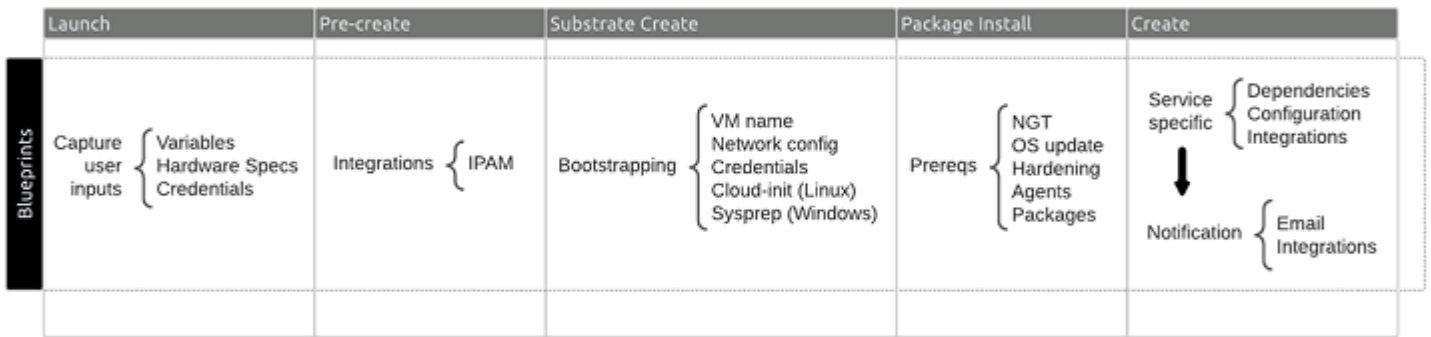 Launch
Pre-create
Substrate Create
Package Install
Create
Blueprints
Capture
user
inputs
Variables
Hardware Specs
Credentials
Integrations
IPAM
Bootstrapping
VM name
Network config
Credentials
Cloud-init (Linux)
Sysprep (Windows)
Prereqs
NGT
OS update
Hardening
Agents
Packages
Service
specific
Dependencies
Configuration
Integrations
Notification
Email
Integrations